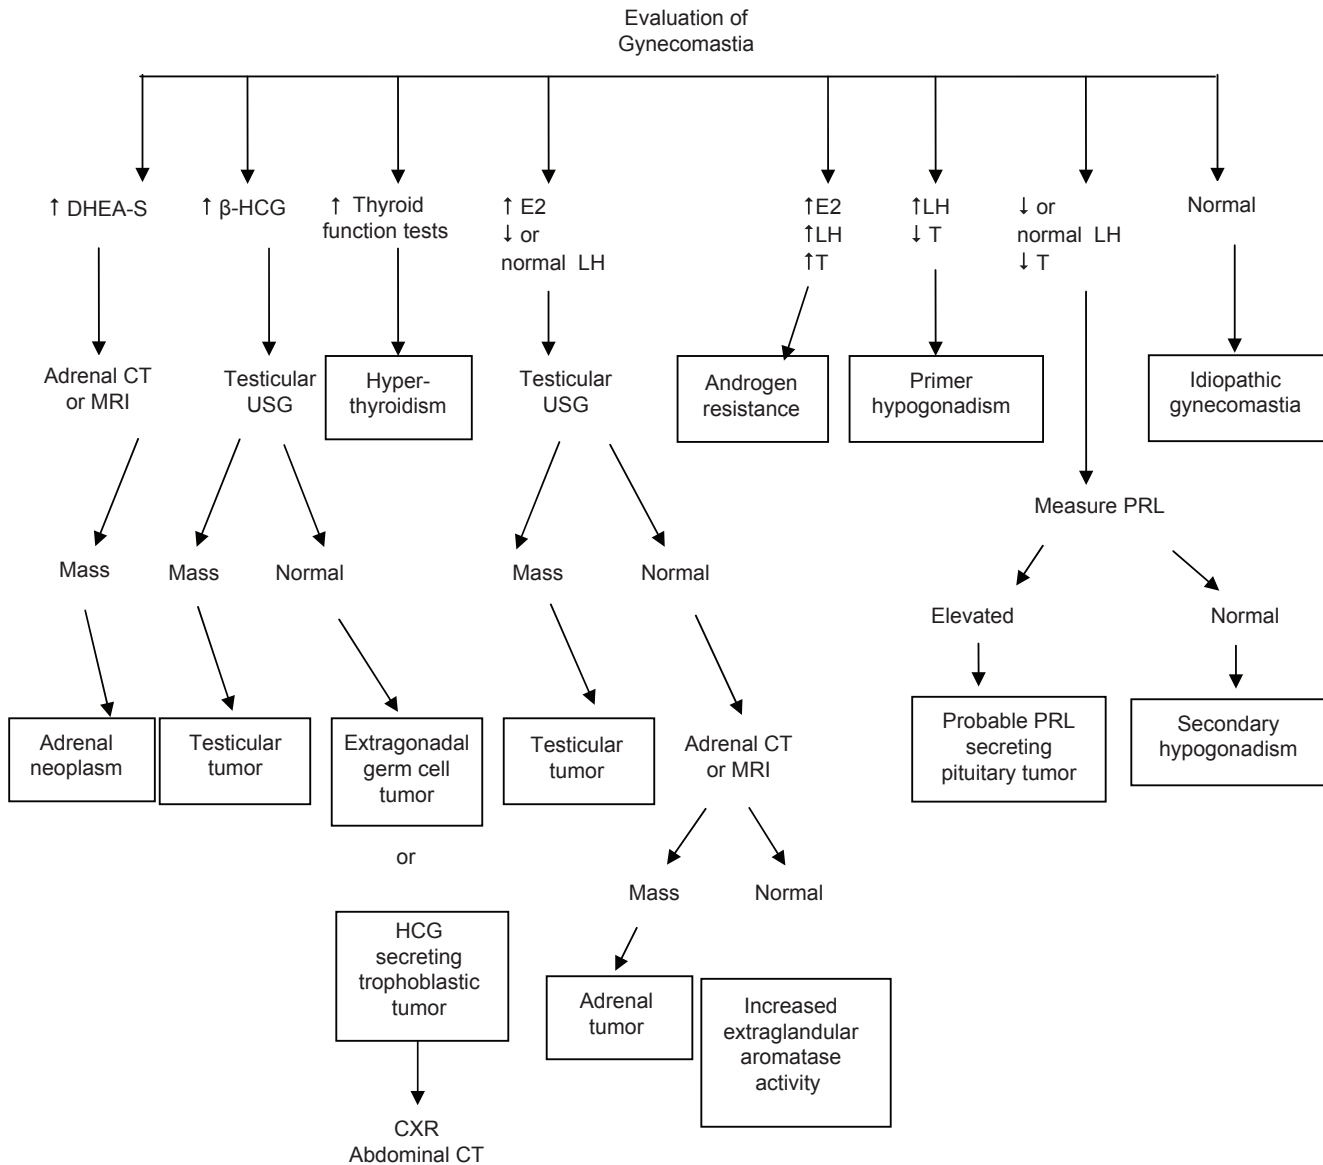 Evaluation of
Gynecomastia
↑ DHEA-S
↑ β-HCG
↑ Thyroid
function tests
↑ E2
↓ or
normal LH
↑E2
↑LH
↑T
↑LH
↓ T
↓ or
normal LH
↓ T
Normal
Adrenal CT
or MRI
Testicular
USG
Hyper-
thyroidism
Testicular
USG
Androgen
resistance
Primer
hypogonadism
Idiopathic
gynecomastia
Measure PRL
Mass
Mass
Normal
Mass
Normal
Elevated
Normal
Adrenal
neoplasm
Testicular
tumor
Extragonadal
germ cell
tumor
Testicular
tumor
Adrenal CT
or MRI
Probable PRL
secreting
pituitary tumor
Secondary
hypogonadism
or
Mass
Normal
HCG
secreting
trophoblastic
tumor
Adrenal
tumor
Increased
extraglandular
aromatase
activity
CXR
Abdominal CT